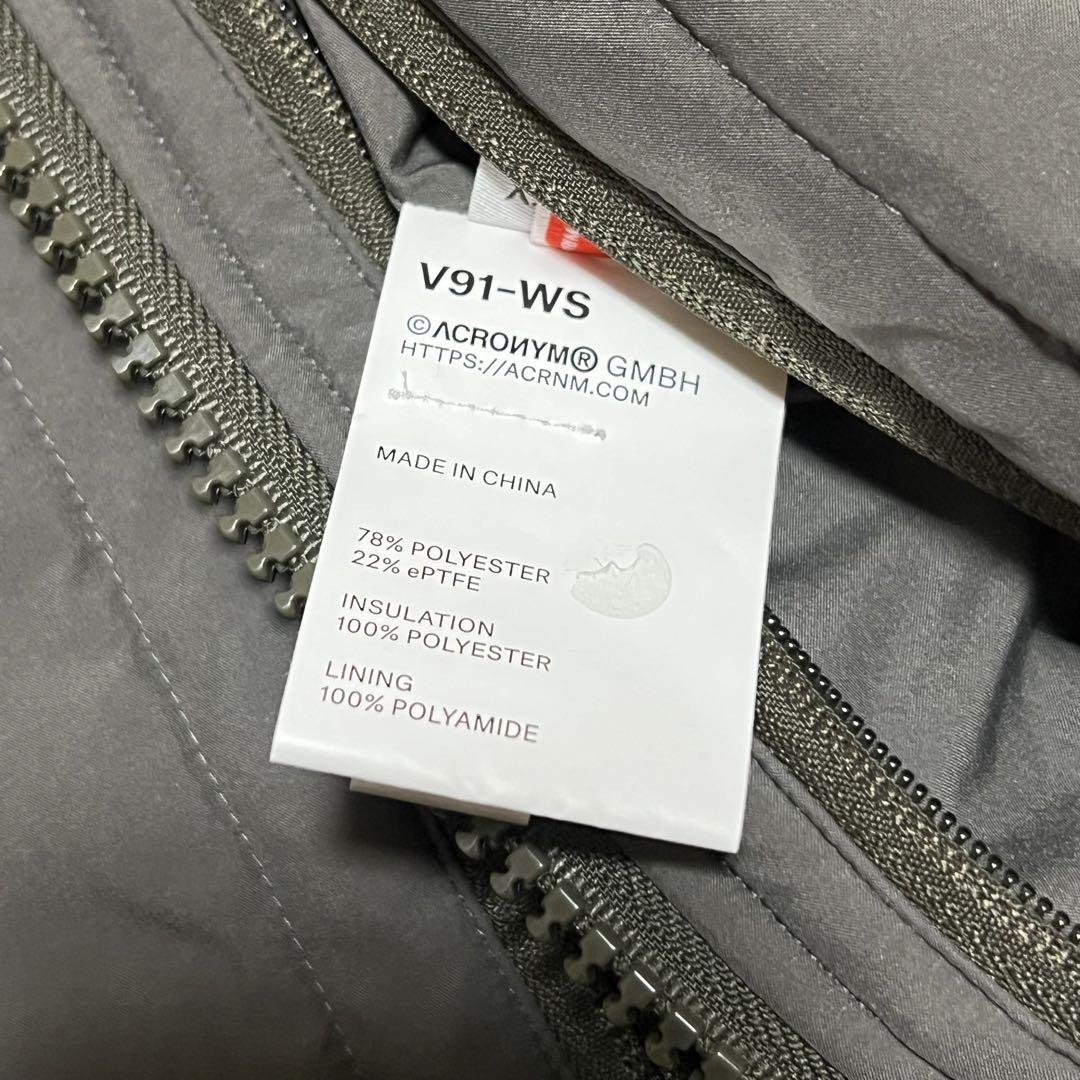 V91-WS
©ΛCROИYM® GMBH
HTTPS://ACRNM.COM
MADE IN CHINA
78% POLYESTER
22% ePTFE
INSULATION
100% POLYESTER
LINING
100% POLYAMIDE